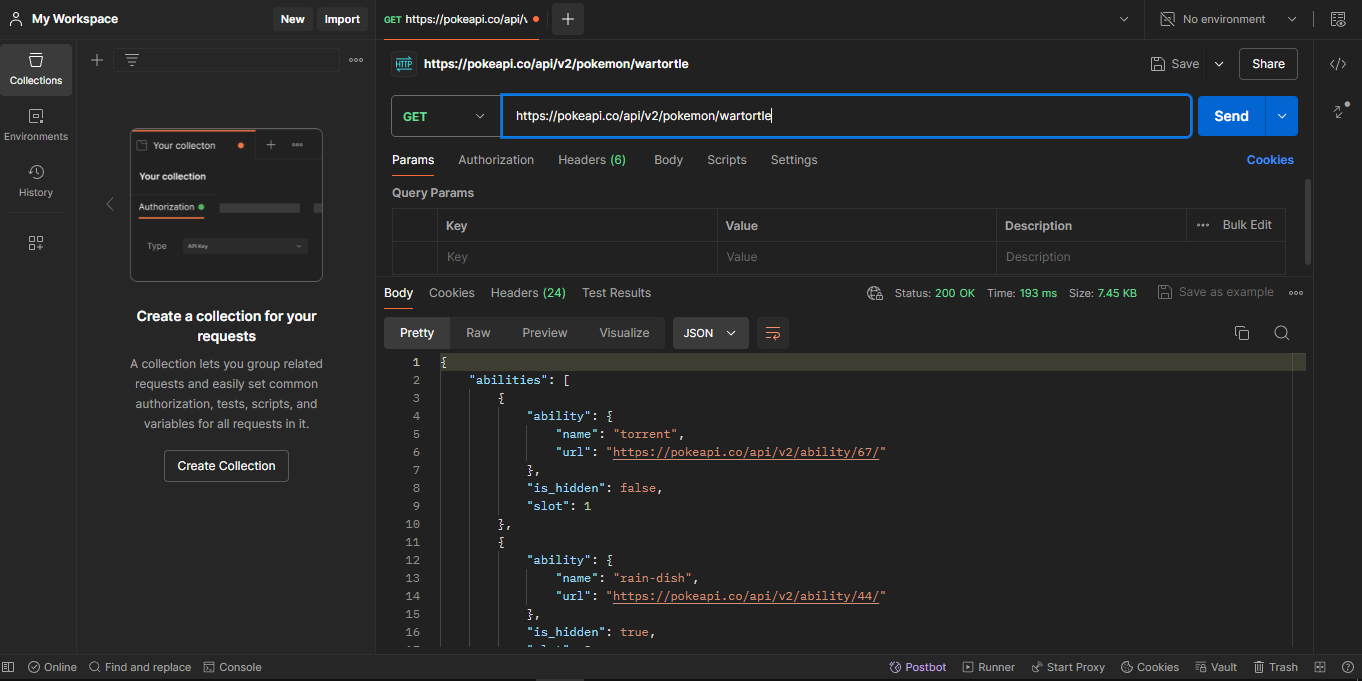 My Workspace New Import GET https://pokeapi.co/api/v No environment
https://pokeapi.co/api/v2/pokemon/wartortle Save Share
Collections
Environments
History
GET https://pokeapi.co/api/v2/pokemon/wartortle Send
Params Authorization Headers (6) Body Scripts Settings Cookies
Query Params
Key Value Description Bulk Edit
Key Value Description
Your collecton
Your collection
Authorization
Type API Key
Create a collection for your
requests
A collection lets you group related
requests and easily set common
authorization, tests, scripts, and
variables for all requests in it.
Create Collection
Body Cookies Headers (24) Test Results Status: 200 OK Time: 193 ms Size: 7.45 KB Save as example
Pretty Raw Preview Visualize JSON
1 {
2 "abilities": [
3 {
4 "ability": {
5 "name": "torrent",
6 "url": "https://pokeapi.co/api/v2/ability/67/"
7 },
8 "is_hidden": false,
9 "slot": 1
10 },
11 {
12 "ability": {
13 "name": "rain-dish",
14 "url": "https://pokeapi.co/api/v2/ability/44/"
15 },
16 "is_hidden": true,
Online Find and replace Console Postbot Runner Start Proxy Cookies Vault Trash